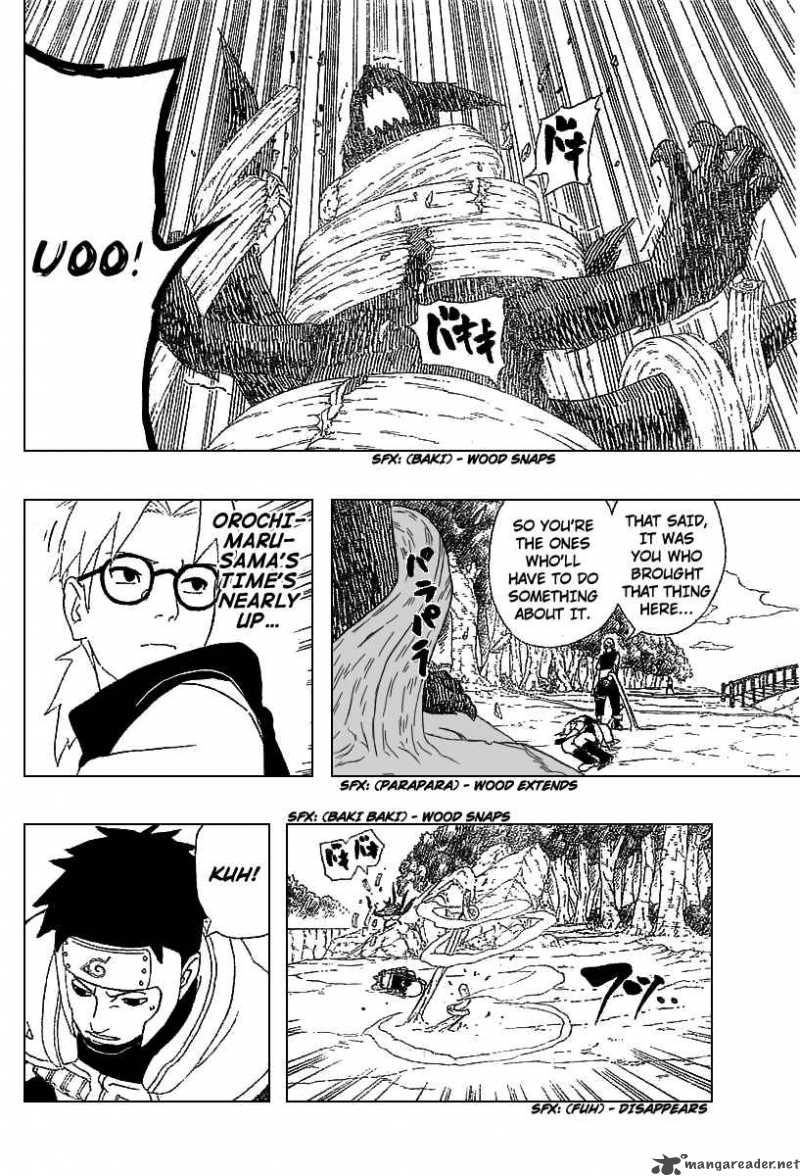 バキ
UOO!
バキキ
SFX: (BAKI) - WOOD SNAPS
THAT SAID,
IT WAS
YOU WHO
BROUGHT
THAT THING
HERE...
SO YOU'RE
THE ONES
WHO'LL
HAVE TO DO
SOMETHING
ABOUT IT.
パラパラ
SFX: (PARAPARA) - WOOD EXTENDS
OROCHI-
MARU-
SAMA'S
TIME'S
NEARLY
UP...
SFX: (BAKI BAKI) - WOOD SNAPS
バキ
バキ
フッ..
SFX: (FUH) - DISAPPEARS
KUH!
mangareader.net